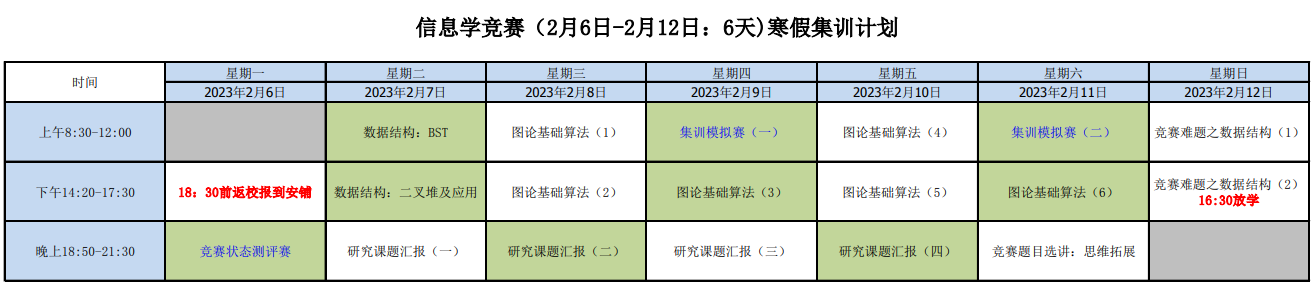 信息学竞赛（2月6日-2月12日：6天)寒假集训计划
时间 星期一 星期二 星期三 星期四 星期五 星期六 星期日
2023年2月6日 2023年2月7日 2023年2月8日 2023年2月9日 2023年2月10日 2023年2月11日 2023年2月12日
上午8:30-12:00 数据结构：BST 图论基础算法（1） 集训模拟赛（一） 图论基础算法（4） 集训模拟赛（二） 竞赛难题之数据结构（1）
下午14:20-17:30 18：30前返校报到安铺 数据结构：二叉堆及应用 图论基础算法（2） 图论基础算法（3） 图论基础算法（5） 图论基础算法（6） 竞赛难题之数据结构（2）
16:30放学
晚上18:50-21:30 竞赛状态测评赛 研究课题汇报（一） 研究课题汇报（二） 研究课题汇报（三） 研究课题汇报（四） 竞赛题目选讲：思维拓展